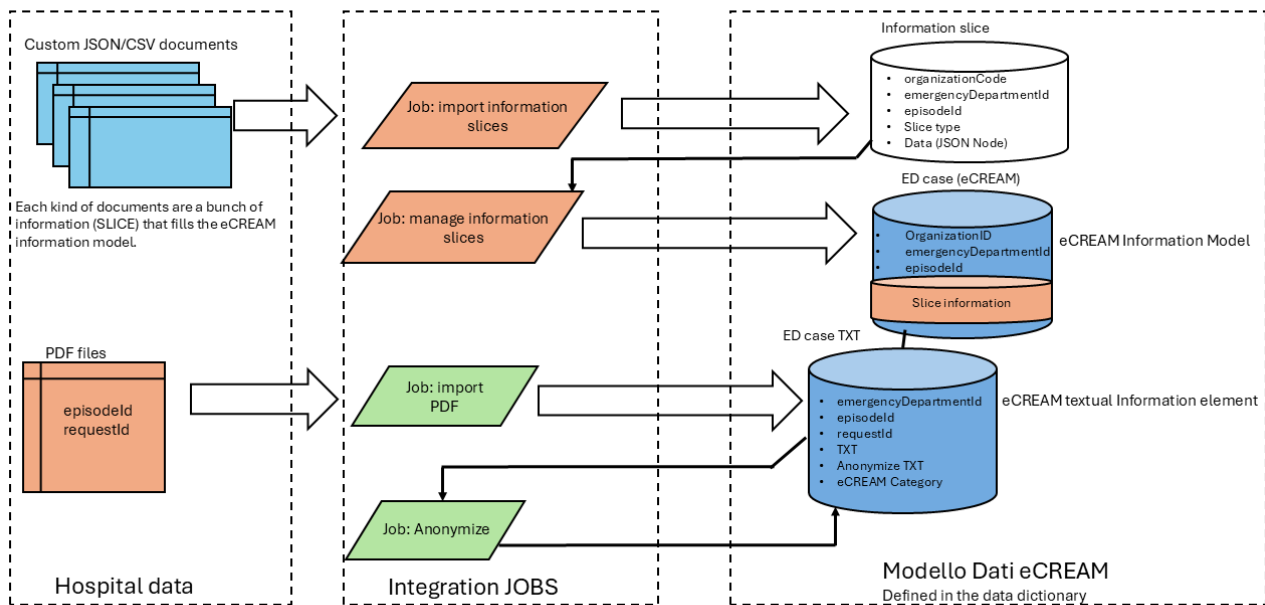 Custom JSON/CSV documents
Each kind of documents are a bunch of
information (SLICE) that fills the eCREAM
information model.
PDF files
episodeId
requestId
Hospital data
Job: import information
slices
Job: manage information
slices
Job: import
PDF
Job: Anonymize
Integration JOBS
Information slice
• organizationCode
• emergencyDepartmentId
• episodeId
• Slice type
• Data (JSON Node)
ED case (eCREAM)
• OrganizationID
• emergencyDepartmentId
• episodeId
Slice information
eCREAM Information Model
ED case TXT
• emergencyDepartmentId
• episodeId
• requestId
• TXT
• Anonymize TXT
• eCREAM Category
eCREAM textual Information element
Modello Dati eCREAM
Defined in the data dictionary